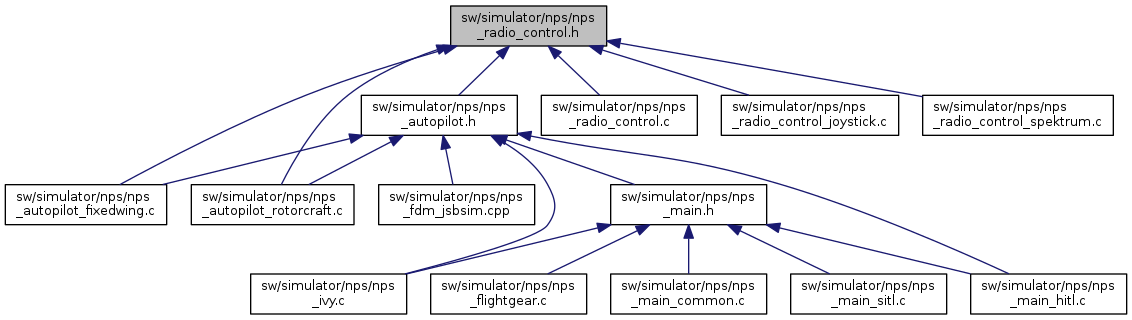 sw/simulator/nps/nps
_radio_control.h
sw/simulator/nps/nps
_autopilot.h
sw/simulator/nps/nps
_radio_control.c
sw/simulator/nps/nps
_radio_control_joystick.c
sw/simulator/nps/nps
_radio_control_spektrum.c
sw/simulator/nps/nps
_autopilot_fixedwing.c
sw/simulator/nps/nps
_autopilot_rotorcraft.c
sw/simulator/nps/nps
_fdm_jsbsim.cpp
sw/simulator/nps/nps
_main.h
sw/simulator/nps/nps
_ivy.c
sw/simulator/nps/nps
_flightgear.c
sw/simulator/nps/nps
_main_common.c
sw/simulator/nps/nps
_main_sitl.c
sw/simulator/nps/nps
_main_hitl.c